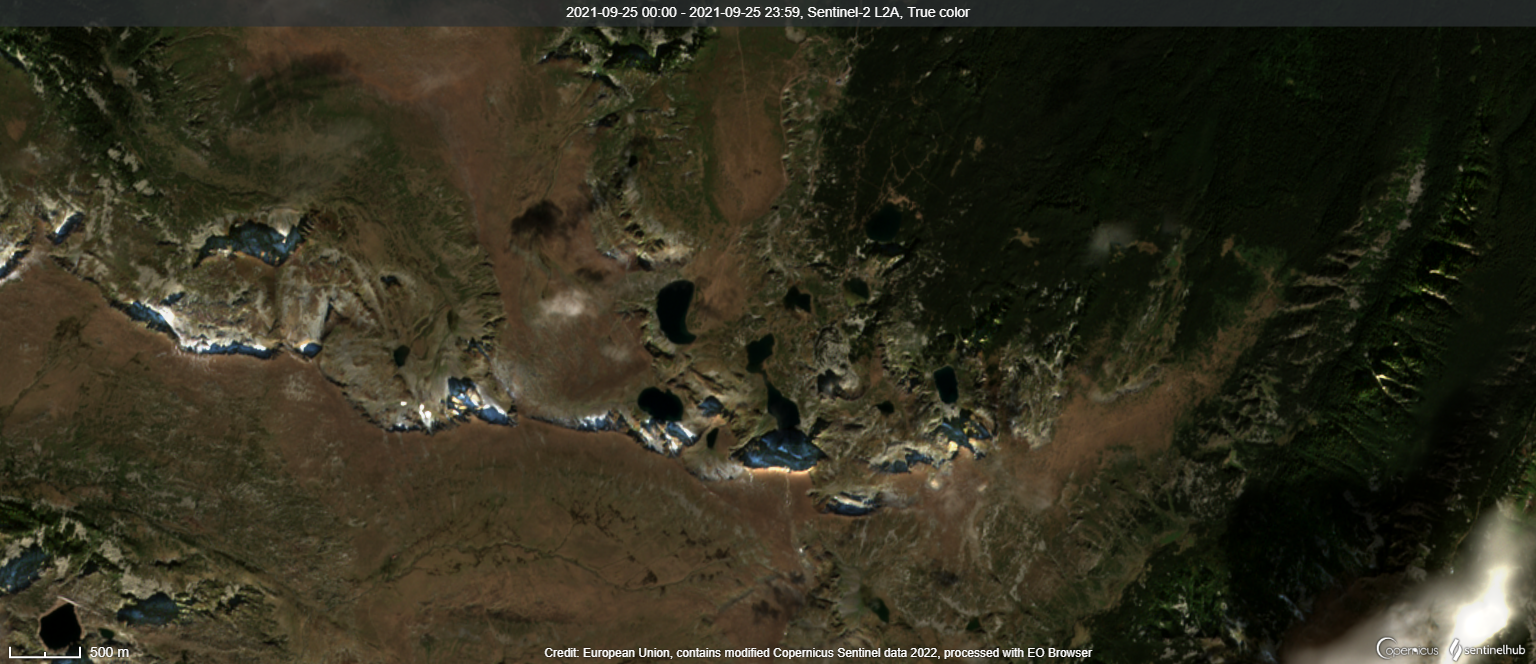 2021-09-25 00:00 - 2021-09-25 23:59, Sentinel-2 L2A, True color
500 m
Credit: European Union, contains modified Copernicus Sentinel data 2022, processed with EO Browser
Copernicus
sentinelhub